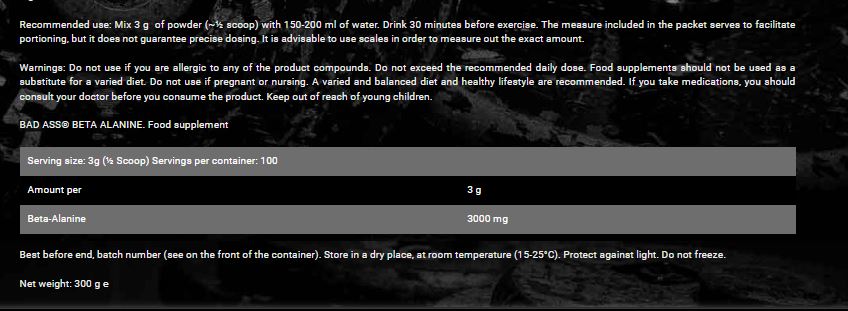 Recommended use: Mix 3 g of powder (~½ scoop) with 150-200 ml of water. Drink 30 minutes before exercise. The measure included in the packet serves to facilitate
portioning, but it does not guarantee precise dosing. It is advisable to use scales in order to measure out the exact amount.
Warnings: Do not use if you are allergic to any of the product compounds. Do not exceed the recommended daily dose. Food supplements should not be used as a
substitute for a varied diet. Do not use if pregnant or nursing. A varied and balanced diet and healthy lifestyle are recommended. If you take medications, you should
consult your doctor before you consume the product. Keep out of reach of young children.
BAD ASS® BETA ALANINE. Food supplement
Serving size: 3g (½ Scoop) Servings per container: 100
Amount per 3 g
Beta-Alanine 3000 mg
Best before end, batch number (see on the front of the container). Store in a dry place, at room temperature (15-25°C). Protect against light. Do not freeze.
Net weight: 300 g e